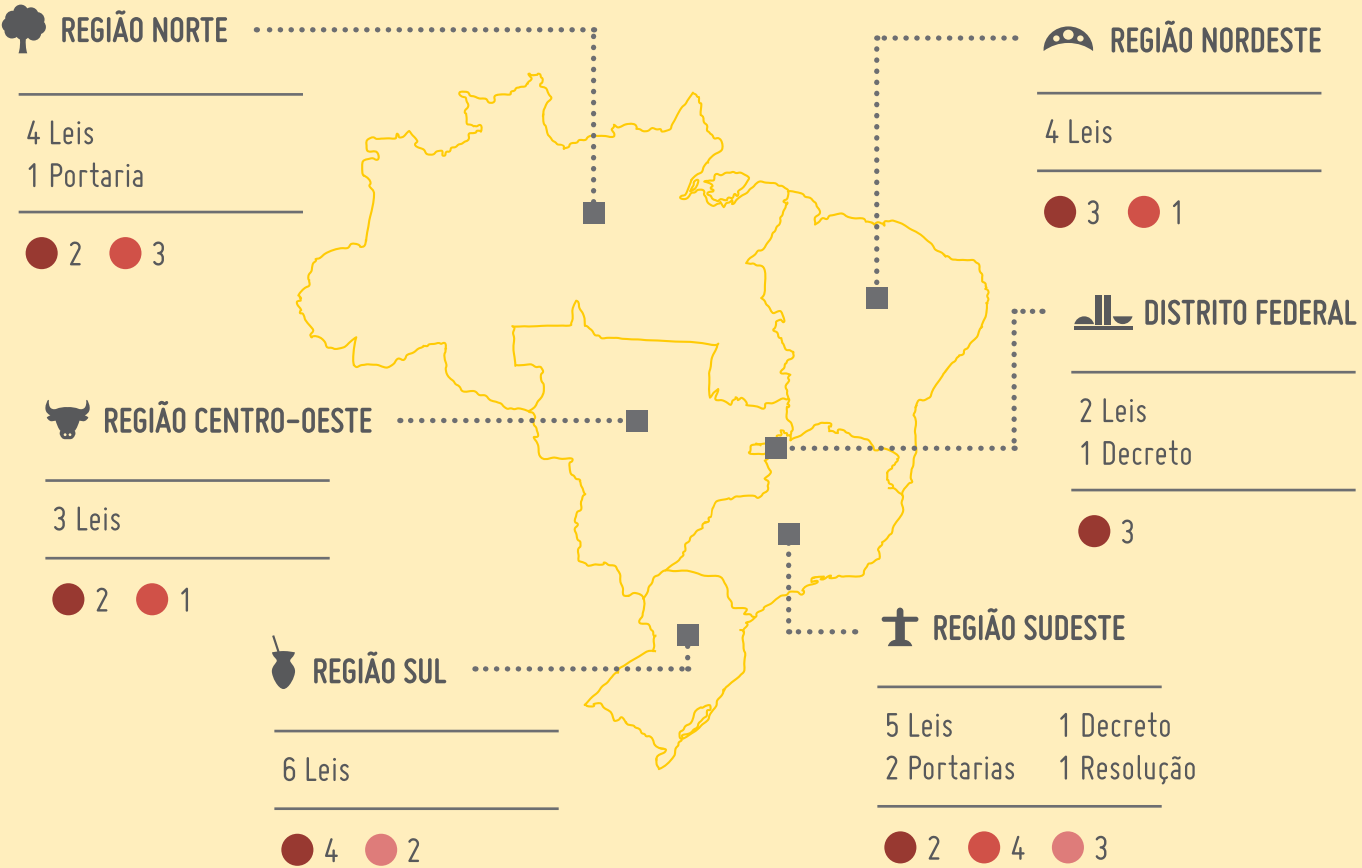 REGIÃO NORTE
4 Leis
1 Portaria
2 3
REGIÃO NORDESTE
4 Leis
3 1
DISTRITO FEDERAL
2 Leis
1 Decreto
3
REGIÃO CENTRO-OESTE
3 Leis
2 1
REGIÃO SUL
6 Leis
4 2
REGIÃO SUDESTE
5 Leis 1 Decreto
2 Portarias 1 Resolução
2 4 3